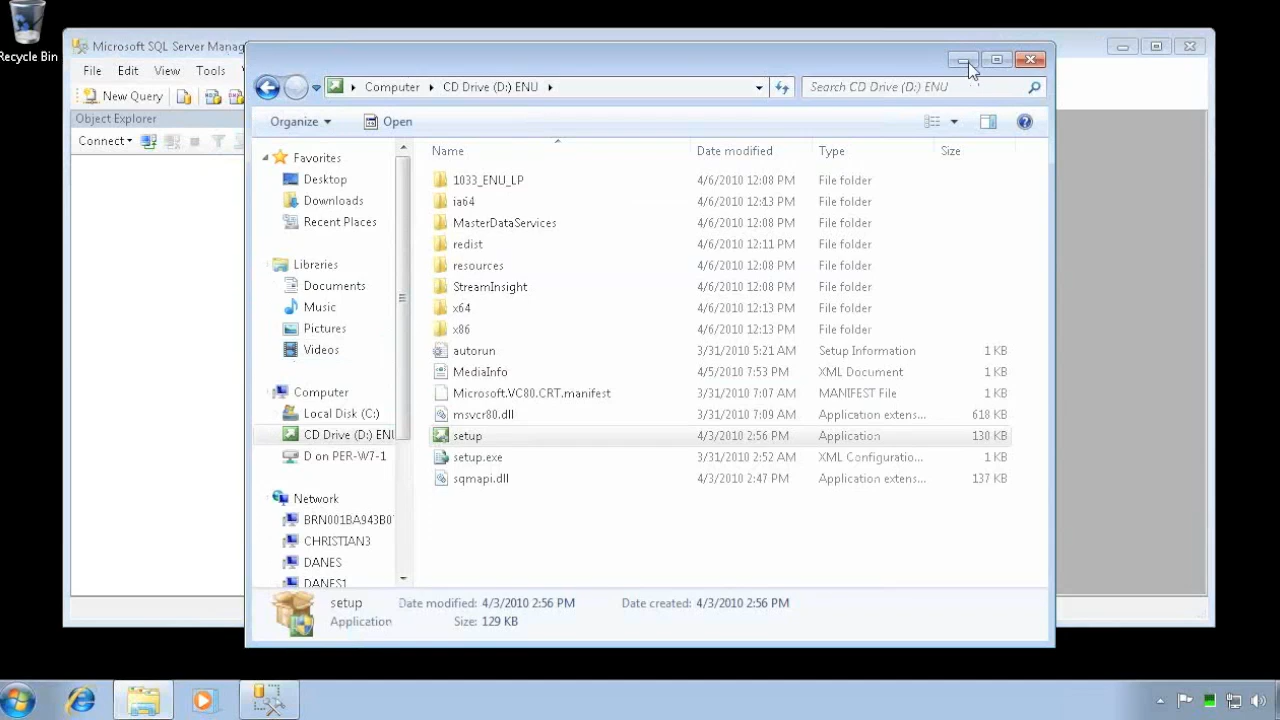 Recycle Bin
Microsoft SQL Server Manag
File Edit View Tools
New Query
Object Explorer
Connect
Computer CD Drive (D:) ENU
Search CD Drive (D:) ENU
Organize Open
Name Date modified Type Size
Favorites
Desktop
Downloads
Recent Places
Libraries
Documents
Music
Pictures
Videos
Computer
Local Disk (C:)
CD Drive (D:) ENU
D on PER-W7-1
Network
BRN001BA943B07
CHRISTIAN3
DANES
DANES1
1033_ENU_LP 4/6/2010 12:08 PM File folder
ia64 4/6/2010 12:13 PM File folder
MasterDataServices 4/6/2010 12:08 PM File folder
redist 4/6/2010 12:11 PM File folder
resources 4/6/2010 12:08 PM File folder
StreamInsight 4/6/2010 12:08 PM File folder
x64 4/6/2010 12:13 PM File folder
x86 4/6/2010 12:13 PM File folder
autorun 3/31/2010 5:21 AM Setup Information 1 KB
MediaInfo 4/5/2010 7:53 PM XML Document 1 KB
Microsoft.VC80.CRT.manifest 3/31/2010 7:07 AM MANIFEST File 1 KB
msvcr80.dll 3/31/2010 7:09 AM Application extens... 618 KB
setup 4/3/2010 2:56 PM Application 130 KB
setup.exe 3/31/2010 2:52 AM XML Configuratio... 1 KB
sqmapi.dll 4/3/2010 2:47 PM Application extens... 137 KB
setup Date modified: 4/3/2010 2:56 PM Date created: 4/3/2010 2:56 PM
Application Size: 129 KB